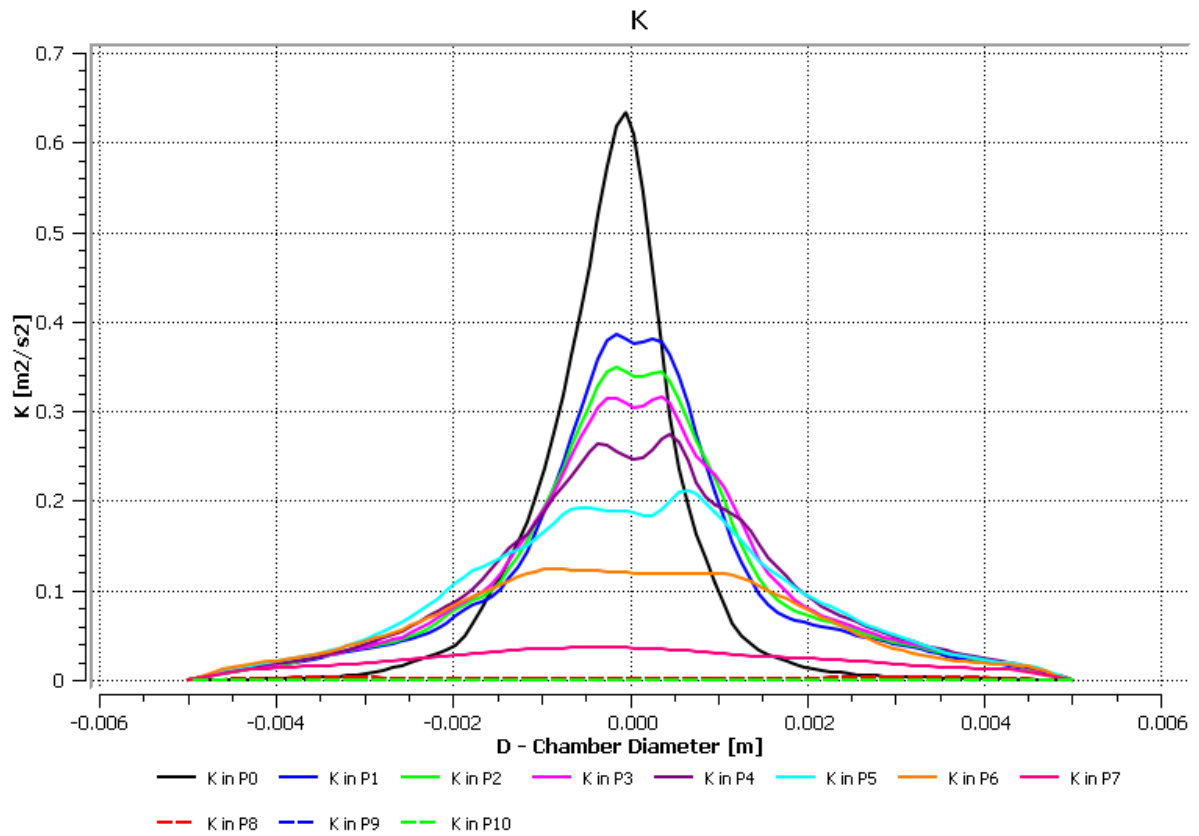 K
0.7
0.6
0.5
0.4
0.3
0.2
0.1
0
K [m2/s2]
-0.006 -0.004 -0.002 0.000 0.002 0.004 0.006
D - Chamber Diameter [m]
K in P0 K in P1 K in P2 K in P3 K in P4 K in P5 K in P6 K in P7
K in P8 K in P9 K in P10